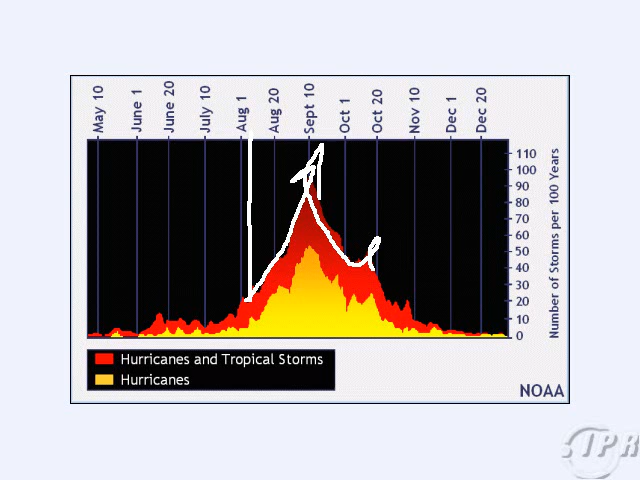 May 10
June 1
June 20
July 10
Aug 1
Aug 20
Sept 10
Oct 1
Oct 20
Nov 10
Dec 1
Dec 20
110
100
90
80
70
60
50
40
30
20
10
0
Number of Storms per 100 Years
Hurricanes and Tropical Storms
Hurricanes
NOAA